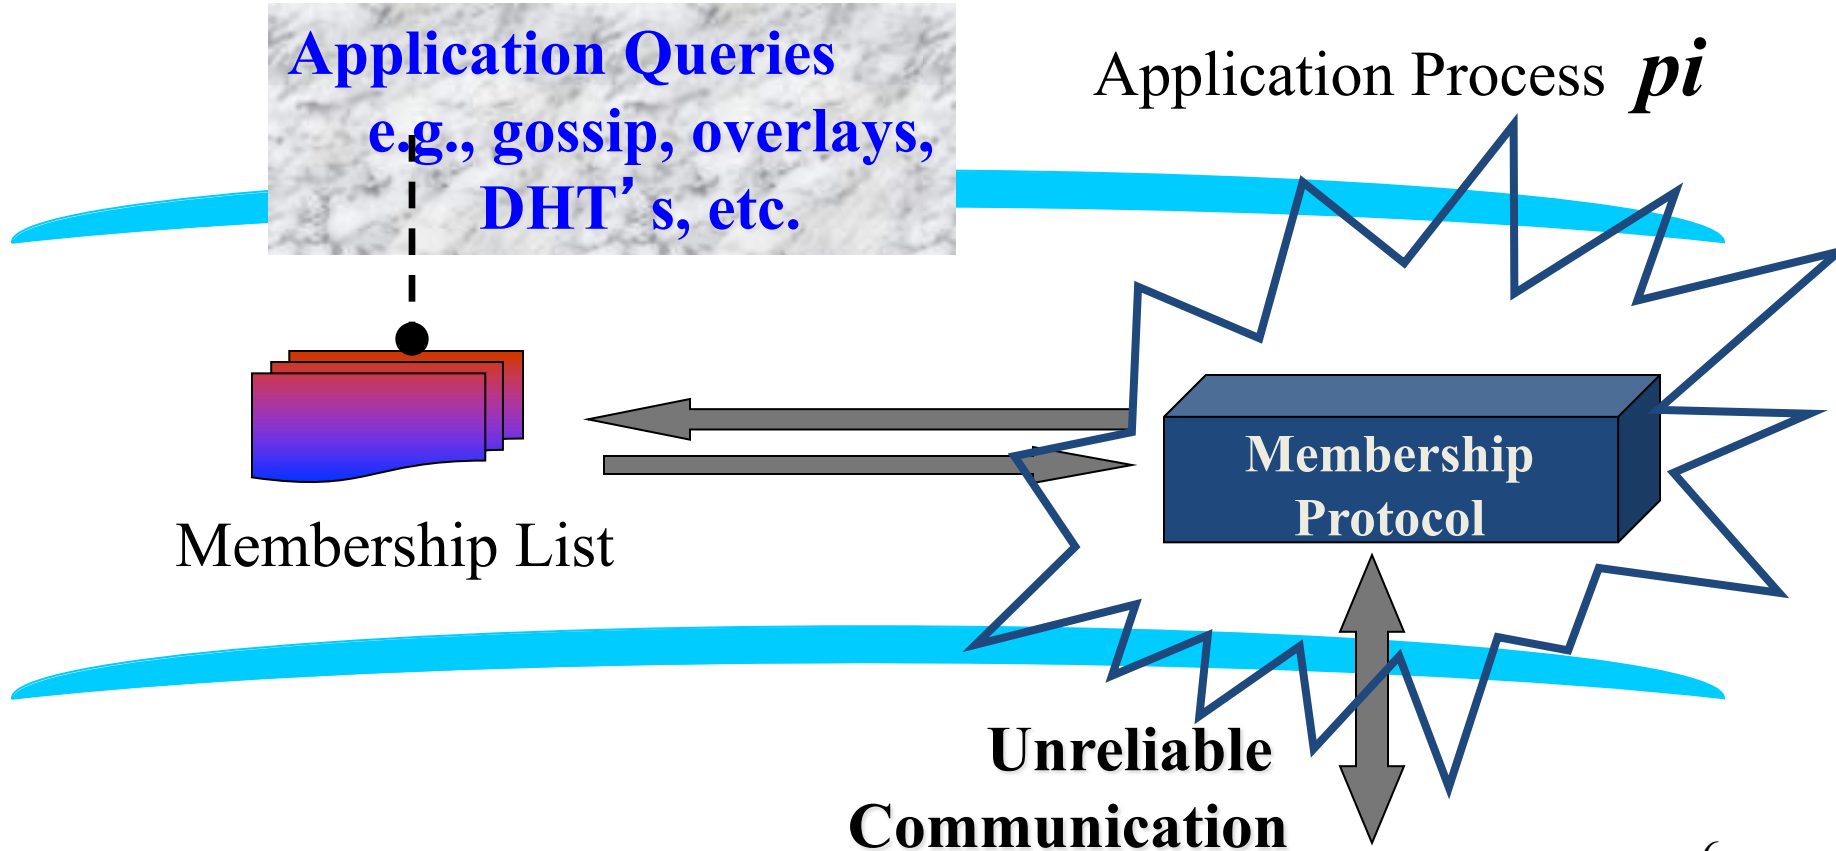 Application Queries
e.g., gossip, overlays,
DHT’s, etc.
Application Process pi
Membership List
Membership
Protocol
Unreliable
Communication